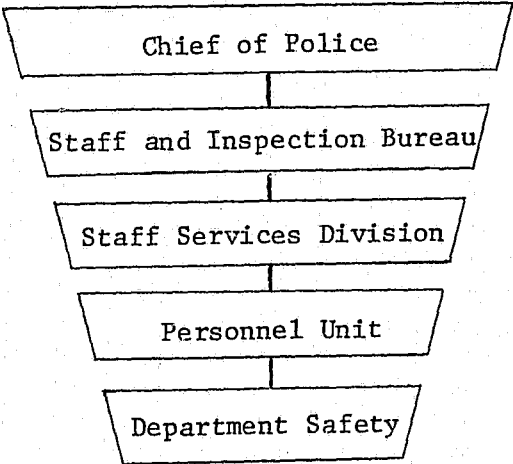 Chief of Police
Staff and Inspection Bureau
Staff Services Division
Personnel Unit
Department Safety